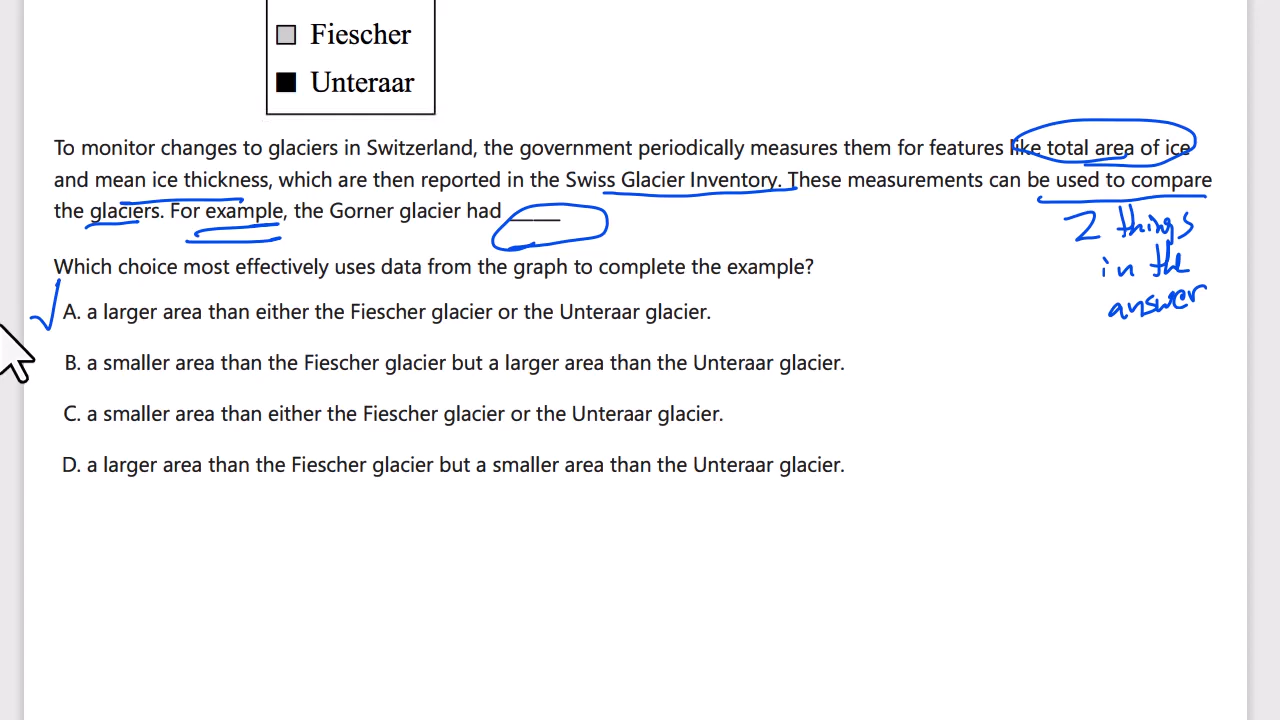 Fiescher
Unteraar
To monitor changes to glaciers in Switzerland, the government periodically measures them for features like total area of ice
and mean ice thickness, which are then reported in the Swiss Glacier Inventory. These measurements can be used to compare
the glaciers. For example, the Gorner glacier had _____
2 things
in the
answer
Which choice most effectively uses data from the graph to complete the example?
A. a larger area than either the Fiescher glacier or the Unteraar glacier.
B. a smaller area than the Fiescher glacier but a larger area than the Unteraar glacier.
C. a smaller area than either the Fiescher glacier or the Unteraar glacier.
D. a larger area than the Fiescher glacier but a smaller area than the Unteraar glacier.